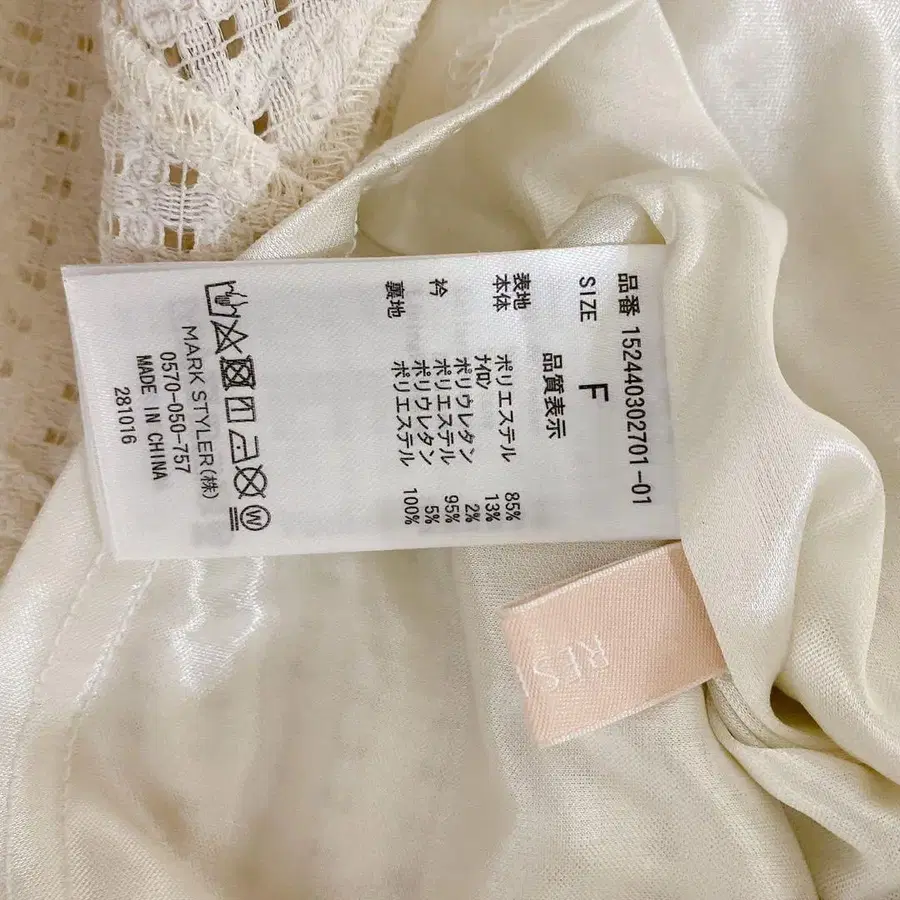 品番 152440302701-01
SIZE F
品質表示
表地
本体 ポリエステル 85%
ナイロン 13%
ポリウレタン 2%
衿 ポリエステル 95%
ポリウレタン 5%
裏地 ポリエステル 100%
W
MARK STYLER(株)
0570-050-757
MADE IN CHINA
281016
RES